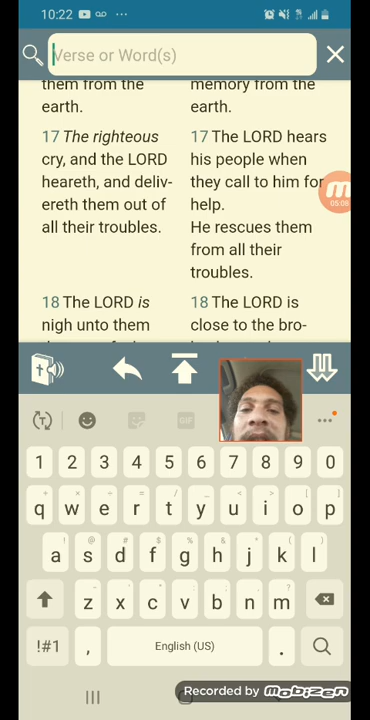 10:22
Verse or Word(s)
them from the
earth.
17 The righteous
cry, and the LORD
heareth, and deliv-
ereth them out of
all their troubles.
18 The LORD is
nigh unto them
memory from the
earth.
17 The LORD hears
his people when
they call to him for
help.
He rescues them
from all their
troubles.
18 The LORD is
close to the bro-
05:06
GIF
1 2 3 4 5 6 7 8 9 0
q w e r t y u i o p
a s d f g h j k l
z x c v b n m
!#1 , English (US) .
Recorded by mobizen